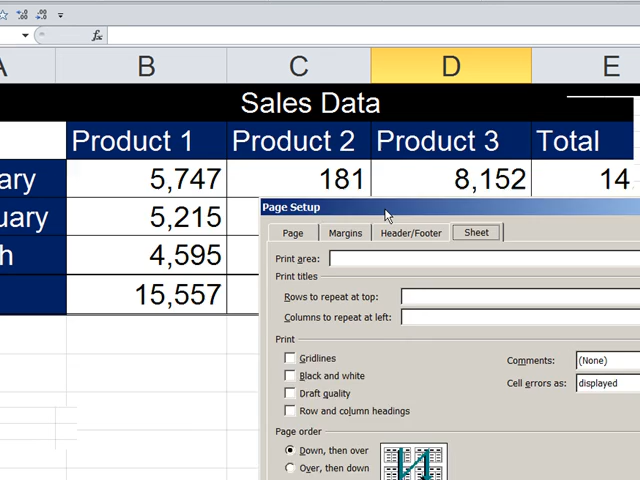 fx
A B C D E
Sales Data
Product 1 Product 2 Product 3 Total
ary 5,747 181 8,152 14
uary 5,215
h 4,595
15,557
Page Setup
Page Margins Header/Footer Sheet
Print area:
Print titles
Rows to repeat at top:
Columns to repeat at left:
Print
Gridlines Comments: (None)
Black and white Cell errors as: displayed
Draft quality
Row and column headings
Page order
Down, then over
Over, then down